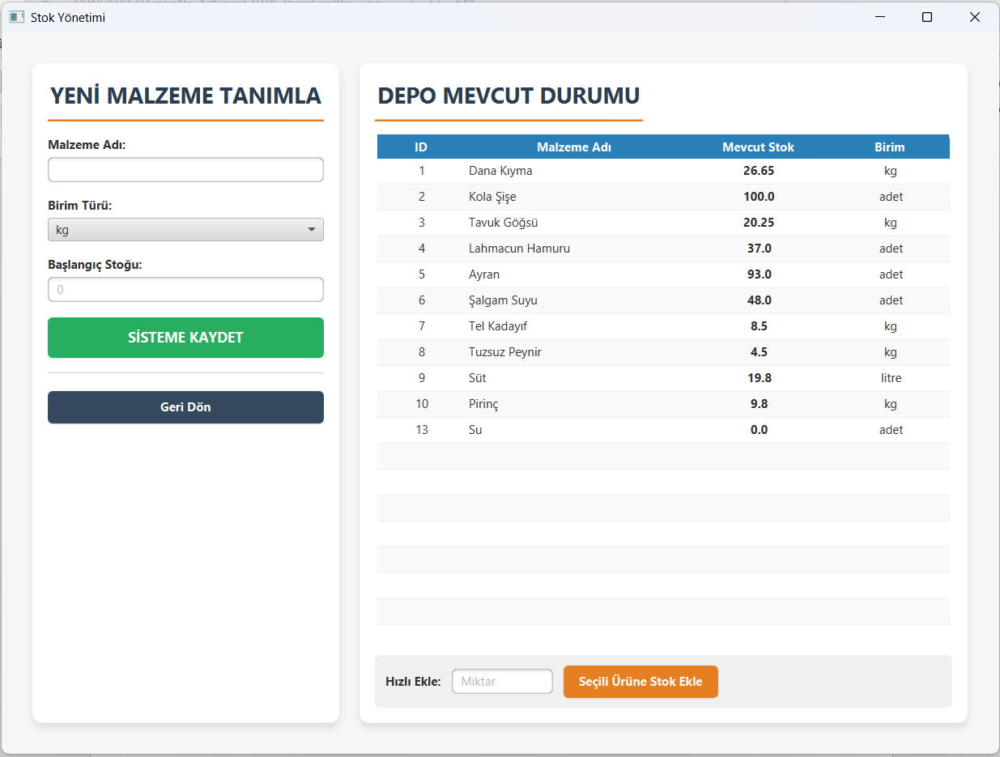 Stok Yönetimi
YENİ MALZEME TANIMLA
Malzeme Adı:
Birim Türü:
kg
Başlangıç Stoğu:
0
SİSTEME KAYDET
Geri Dön
DEPO MEVCUT DURUMU
ID Malzeme Adı Mevcut Stok Birim
1 Dana Kıyma 26.65 kg
2 Kola Şişe 100.0 adet
3 Tavuk Göğsü 20.25 kg
4 Lahmacun Hamuru 37.0 adet
5 Ayran 93.0 adet
6 Şalgam Suyu 48.0 adet
7 Tel Kadayıf 8.5 kg
8 Tuzsuz Peynir 4.5 kg
9 Süt 19.8 litre
10 Pirinç 9.8 kg
13 Su 0.0 adet
Hızlı Ekle: Miktar Seçili Ürüne Stok Ekle